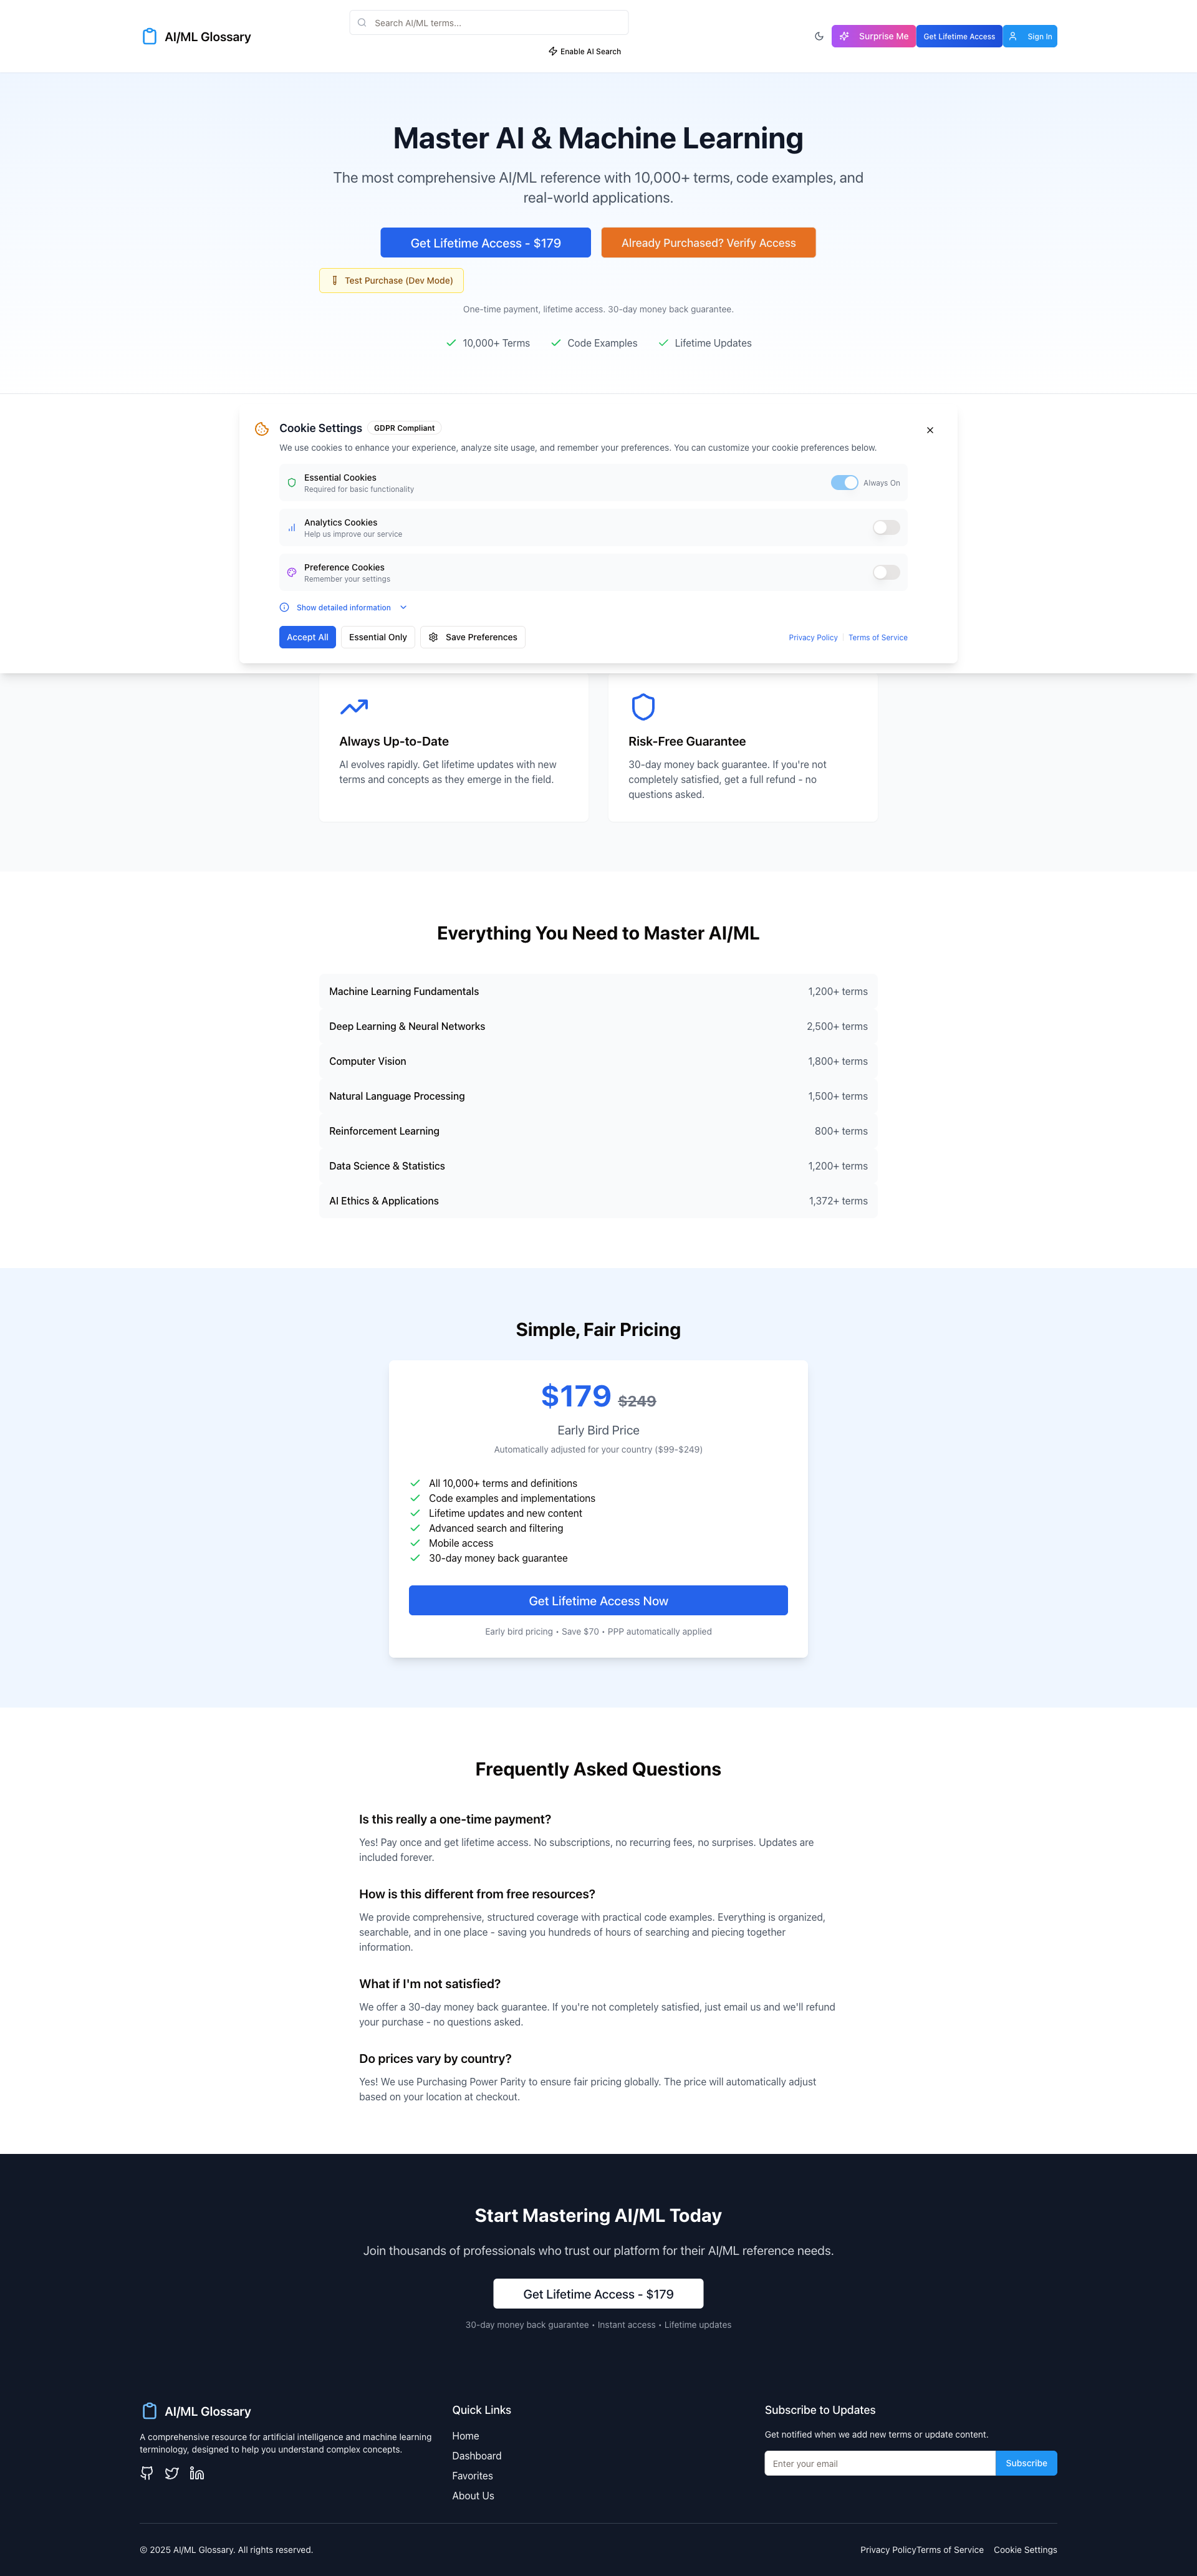 AI/ML Glossary
Search AI/ML terms...
Enable AI Search
Surprise Me
Get Lifetime Access
Sign In
Master AI & Machine Learning
The most comprehensive AI/ML reference with 10,000+ terms, code examples, and
real-world applications.
Get Lifetime Access - $179
Already Purchased? Verify Access
Test Purchase (Dev Mode)
One-time payment, lifetime access. 30-day money back guarantee.
10,000+ Terms
Code Examples
Lifetime Updates
Cookie Settings
GDPR Compliant
We use cookies to enhance your experience, analyze site usage, and remember your preferences. You can customize your cookie preferences below.
Essential Cookies
Required for basic functionality
Always On
Analytics Cookies
Help us improve our service
Preference Cookies
Remember your settings
Show detailed information
Accept All
Essential Only
Save Preferences
Privacy Policy | Terms of Service
Always Up-to-Date
AI evolves rapidly. Get lifetime updates with new
terms and concepts as they emerge in the field.
Risk-Free Guarantee
30-day money back guarantee. If you're not
completely satisfied, get a full refund - no
questions asked.
Everything You Need to Master AI/ML
Machine Learning Fundamentals 1,200+ terms
Deep Learning & Neural Networks 2,500+ terms
Computer Vision 1,800+ terms
Natural Language Processing 1,500+ terms
Reinforcement Learning 800+ terms
Data Science & Statistics 1,200+ terms
AI Ethics & Applications 1,372+ terms
Simple, Fair Pricing
$179 $249
Early Bird Price
Automatically adjusted for your country ($99-$249)
All 10,000+ terms and definitions
Code examples and implementations
Lifetime updates and new content
Advanced search and filtering
Mobile access
30-day money back guarantee
Get Lifetime Access Now
Early bird pricing • Save $70 • PPP automatically applied
Frequently Asked Questions
Is this really a one-time payment?
Yes! Pay once and get lifetime access. No subscriptions, no recurring fees, no surprises. Updates are
included forever.
How is this different from free resources?
We provide comprehensive, structured coverage with practical code examples. Everything is organized,
searchable, and in one place - saving you hundreds of hours of searching and piecing together
information.
What if I'm not satisfied?
We offer a 30-day money back guarantee. If you're not completely satisfied, just email us and we'll refund
your purchase - no questions asked.
Do prices vary by country?
Yes! We use Purchasing Power Parity to ensure fair pricing globally. The price will automatically adjust
based on your location at checkout.
Start Mastering AI/ML Today
Join thousands of professionals who trust our platform for their AI/ML reference needs.
Get Lifetime Access - $179
30-day money back guarantee • Instant access • Lifetime updates
AI/ML Glossary
A comprehensive resource for artificial intelligence and machine learning
terminology, designed to help you understand complex concepts.
Quick Links
Home
Dashboard
Favorites
About Us
Subscribe to Updates
Get notified when we add new terms or update content.
Enter your email
Subscribe
© 2025 AI/ML Glossary. All rights reserved.
Privacy PolicyTerms of Service Cookie Settings